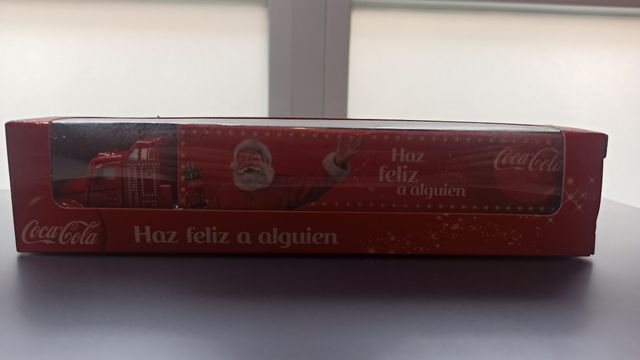 Haz
feliz
a alguien
Coca-Cola
Coca-Cola
Haz feliz a alguien